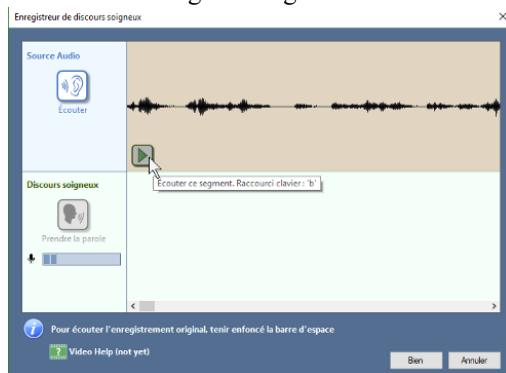 Enregistreur de discours soigneux
Source Audio
Écouter
Ecouter ce segment. Raccourci clavier : 'b'
Discours soigneux
Prendre la parole
Pour écouter l'enregistrement original, tenir enfoncé la barre d'espace
Video Help (not yet)
Bien
Annuler